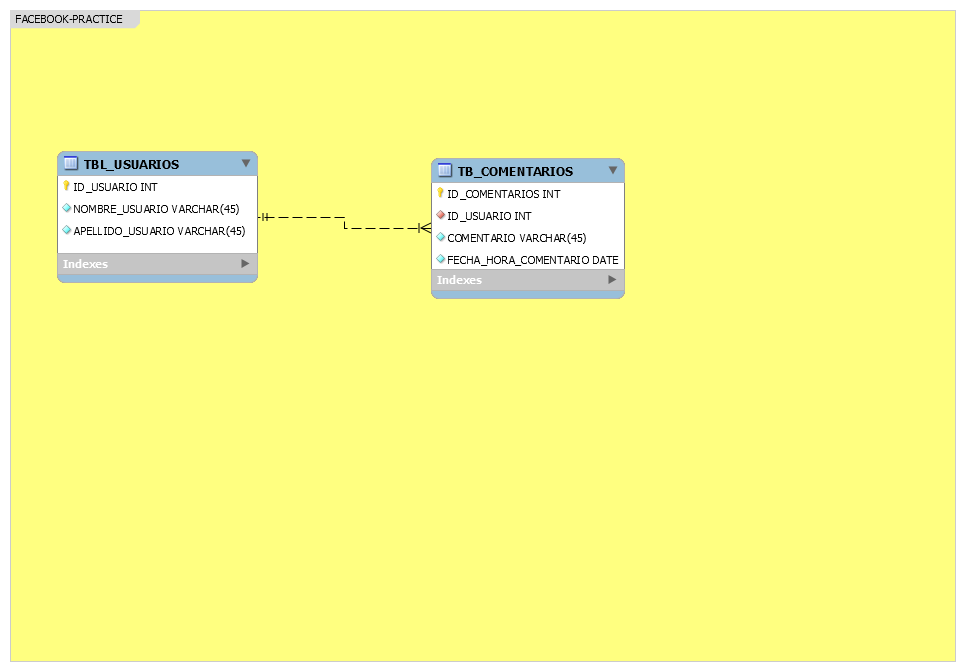 FACEBOOK-PRACTICE
TBL_USUARIOS
ID_USUARIO INT
NOMBRE_USUARIO VARCHAR(45)
APELLIDO_USUARIO VARCHAR(45)
Indexes
TB_COMENTARIOS
ID_COMENTARIOS INT
ID_USUARIO INT
COMENTARIO VARCHAR(45)
FECHA_HORA_COMENTARIO DATE
Indexes